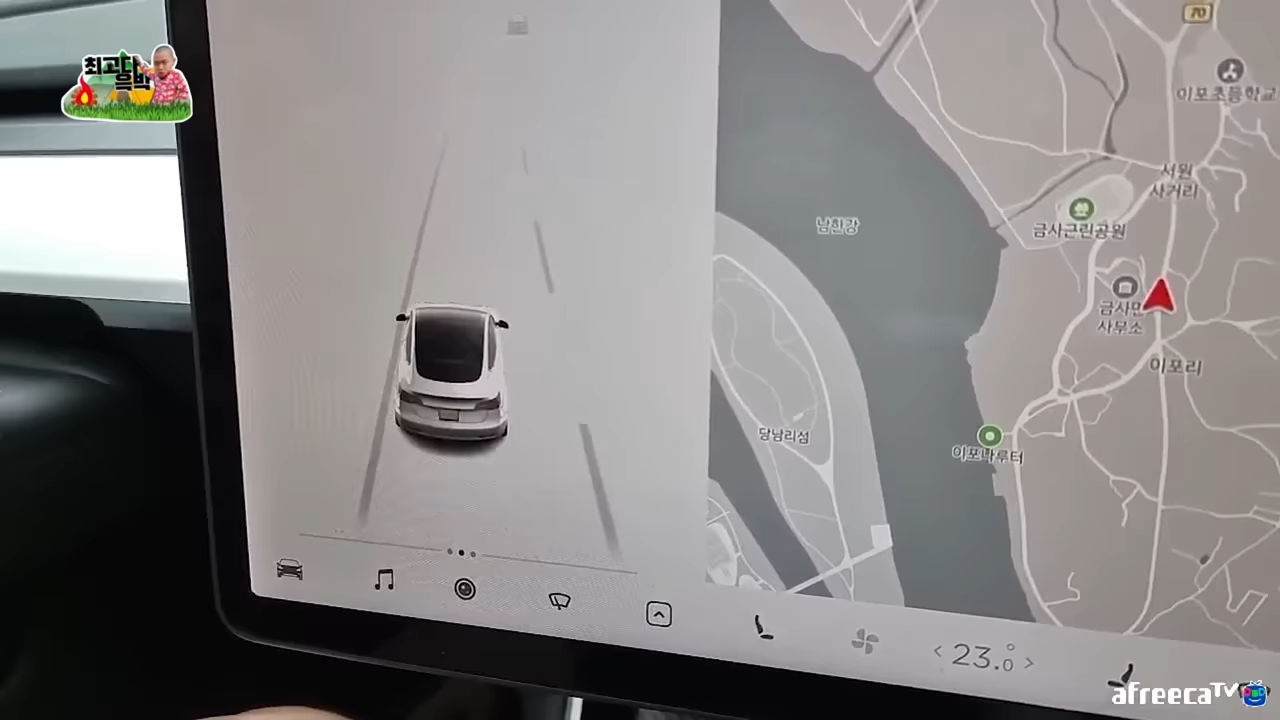 최고다
흑박
70
이포초등학교
서원
사거리
남한강
금사근린공원
금사면
사무소
이포리
당남리섬
이포나루터
23.0°
afreecaTV